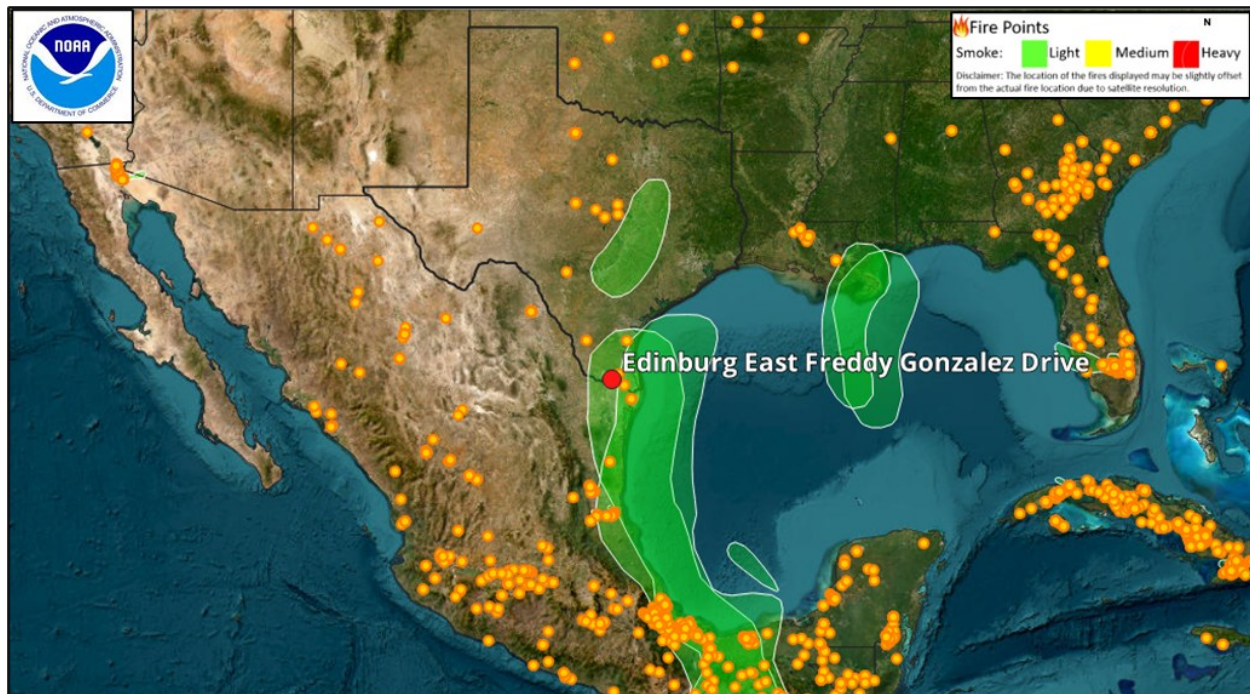 NATIONAL OCEANIC AND ATMOSPHERIC ADMINISTRATION
NOAA
U.S. DEPARTMENT OF COMMERCE
Fire Points
N
Smoke: Light Medium Heavy
Disclaimer: The location of the fires displayed may be slightly offset
from the actual fire location due to satellite resolution.
Edinburg East Freddy Gonzalez Drive